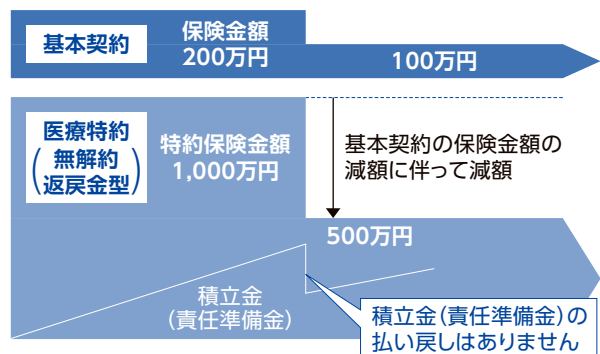 基本契約
保険金額
200万円
100万円
医療特約
(無解約
返戻金型)
特約保険金額
1,000万円
基本契約の保険金額の
減額に伴って減額
500万円
積立金
(責任準備金)
積立金(責任準備金)の
払い戻しはありません